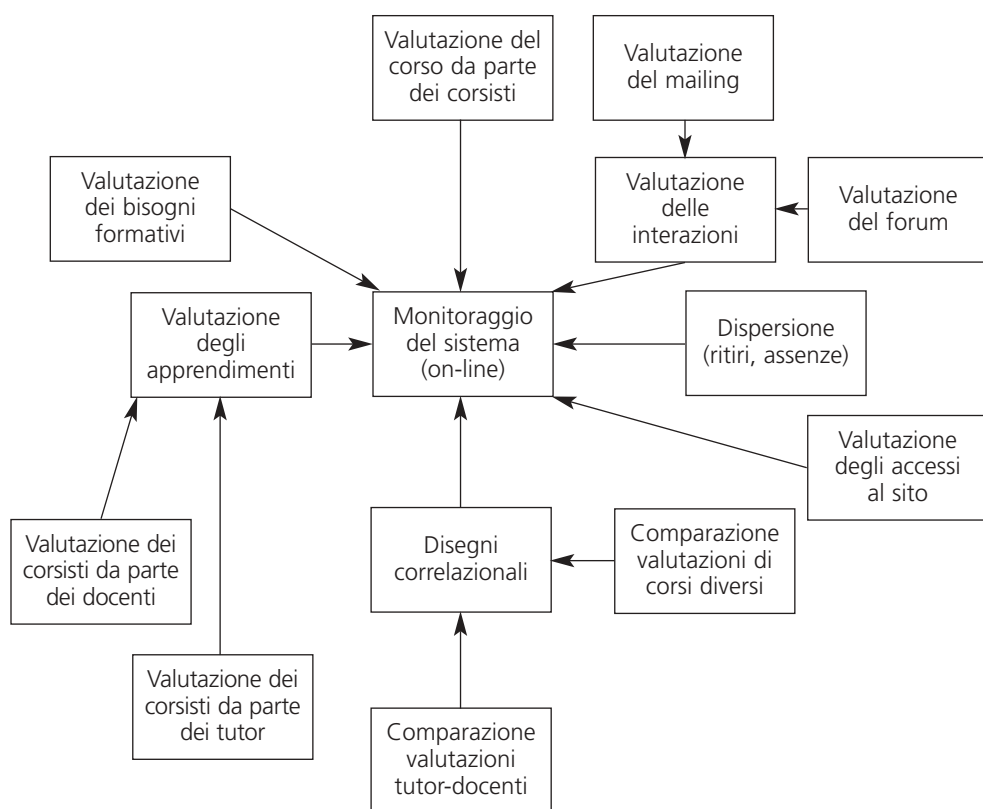 Valutazione del
corso da parte
dei corsisti
Valutazione
del mailing
Valutazione
dei bisogni
formativi
Valutazione
delle
interazioni
Valutazione
del forum
Valutazione
degli
apprendimenti
Monitoraggio
del sistema
(on-line)
Dispersione
(ritiri, assenze)
Valutazione
degli accessi
al sito
Valutazione dei
corsisti da parte
dei docenti
Disegni
correlazionali
Comparazione
valutazioni di
corsi diversi
Valutazione dei
corsisti da parte
dei tutor
Comparazione
valutazioni
tutor-docenti